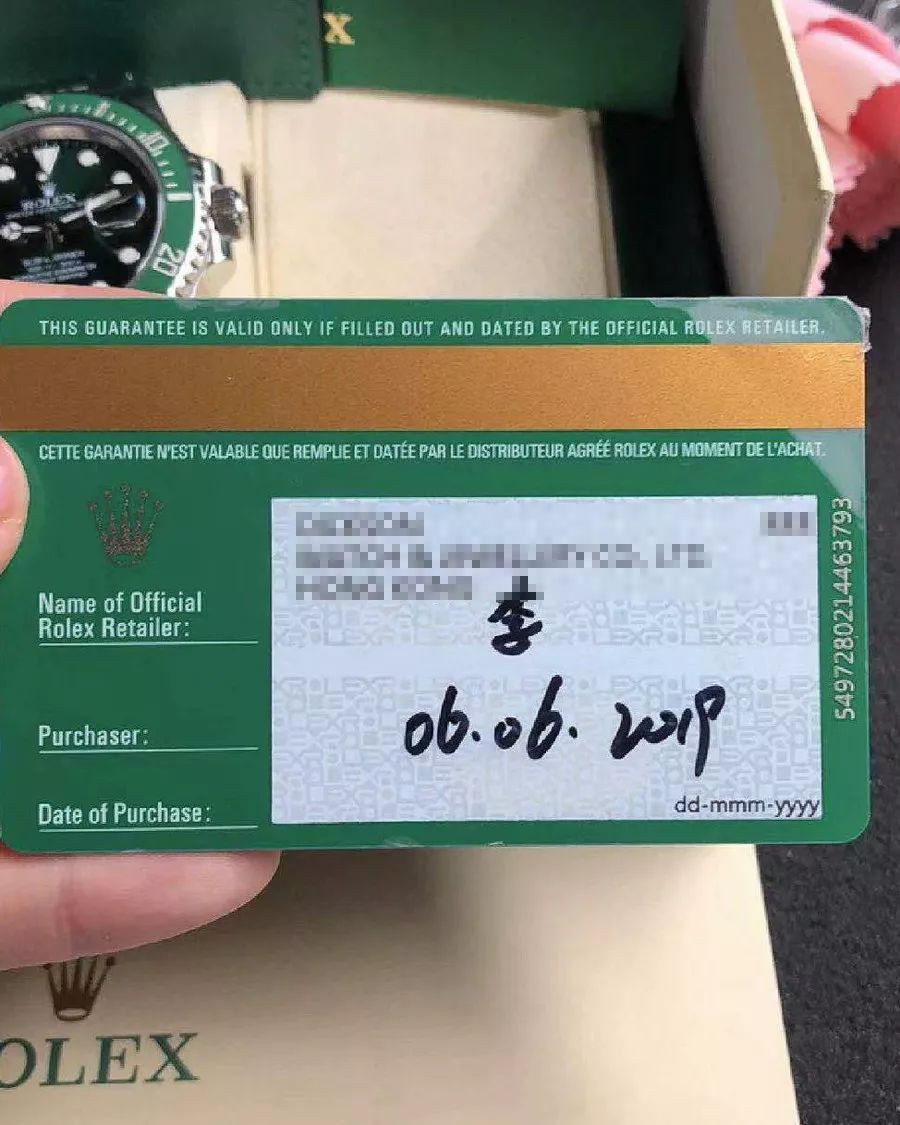 X
ROLEX
20
THIS GUARANTEE IS VALID ONLY IF FILLED OUT AND DATED BY THE OFFICIAL ROLEX RETAILER.
CETTE GARANTIE N'EST VALABLE QUE REMPLIE ET DATÉE PAR LE DISTRIBUTEUR AGRÉÉ ROLEX AU MOMENT DE L'ACHAT.
Name of Official
Rolex Retailer:
李
Purchaser:
06.06. 2019
Date of Purchase:
dd-mmm-yyyy
5497280214463793
OLEX